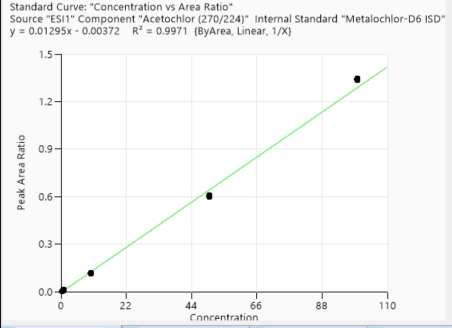 Standard Curve: "Concentration vs Area Ratio"
Source "ESI1" Component "Acetochlor (270/224)" Internal Standard "Metalochlor-D6 ISD"
y = 0.01295x - 0.00372 R² = 0.9971 {ByArea, Linear, 1/X}
1.5
1.2
0.9
0.6
0.3
0.0
Peak Area Ratio
0 22 44 66 88 110
Concentration